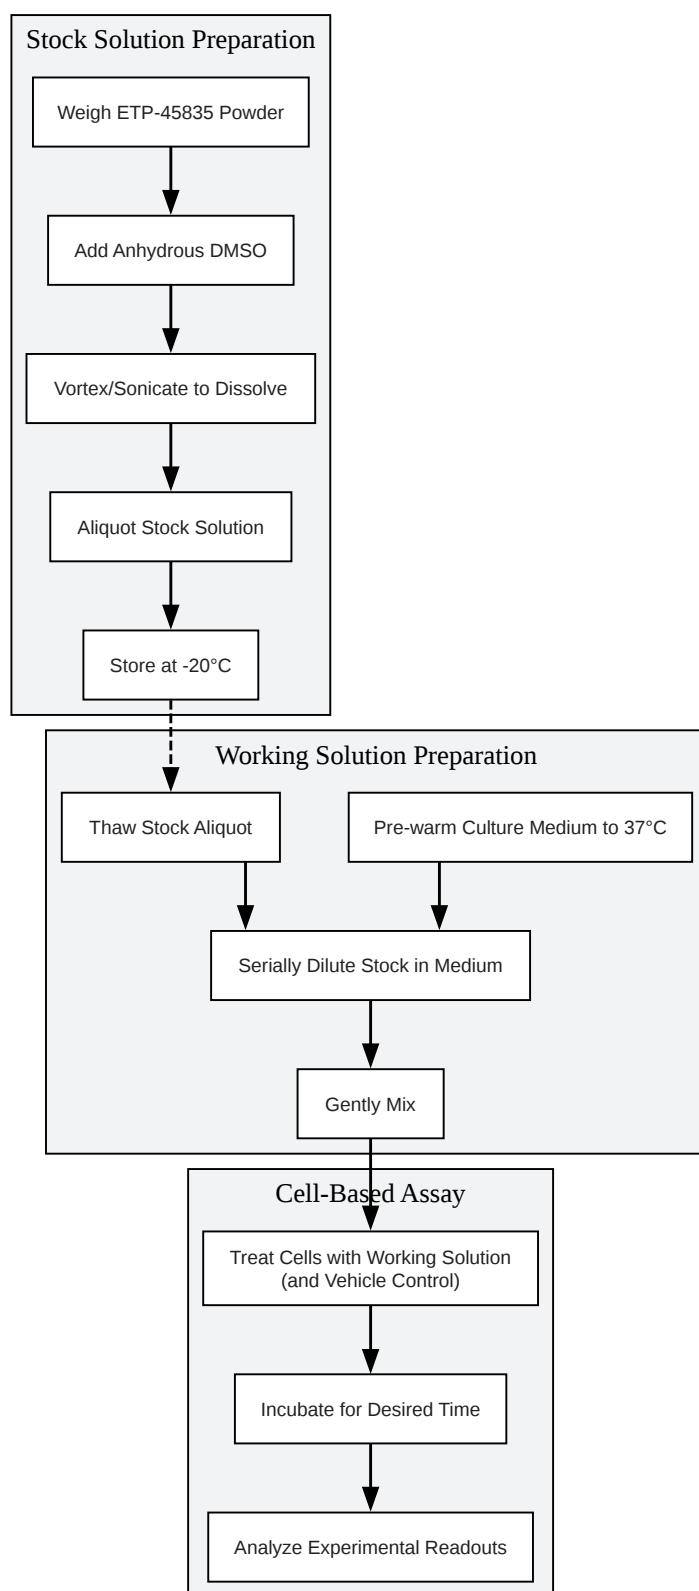 Stock Solution Preparation
Weigh ETP-45835 Powder
Add Anhydrous DMSO
Vortex/Sonicate to Dissolve
Aliquot Stock Solution
Store at -20°C
Working Solution Preparation
Thaw Stock Aliquot
Pre-warm Culture Medium to 37°C
Serially Dilute Stock in Medium
Gently Mix
Cell-Based Assay
Treat Cells with Working Solution
(and Vehicle Control)
Incubate for Desired Time
Analyze Experimental Readouts